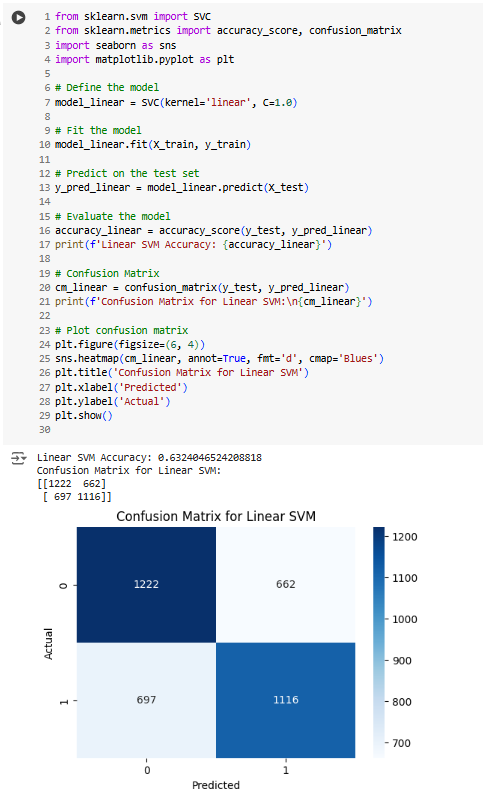 1 from sklearn.svm import SVC
2 from sklearn.metrics import accuracy_score, confusion_matrix
3 import seaborn as sns
4 import matplotlib.pyplot as plt
5
6 # Define the model
7 model_linear = SVC(kernel='linear', C=1.0)
8
9 # Fit the model
10 model_linear.fit(X_train, y_train)
11
12 # Predict on the test set
13 y_pred_linear = model_linear.predict(X_test)
14
15 # Evaluate the model
16 accuracy_linear = accuracy_score(y_test, y_pred_linear)
17 print(f'Linear SVM Accuracy: {accuracy_linear}')
18
19 # Confusion Matrix
20 cm_linear = confusion_matrix(y_test, y_pred_linear)
21 print(f'Confusion Matrix for Linear SVM:\n{cm_linear}')
22
23 # Plot confusion matrix
24 plt.figure(figsize=(6, 4))
25 sns.heatmap(cm_linear, annot=True, fmt='d', cmap='Blues')
26 plt.title('Confusion Matrix for Linear SVM')
27 plt.xlabel('Predicted')
28 plt.ylabel('Actual')
29 plt.show()
30
Linear SVM Accuracy: 0.6324046524208818
Confusion Matrix for Linear SVM:
[[1222  662]
 [ 697 1116]]
Confusion Matrix for Linear SVM
1200
1100
1000
900
800
700
0
1222
662
Actual
1
697
1116
0
1
Predicted